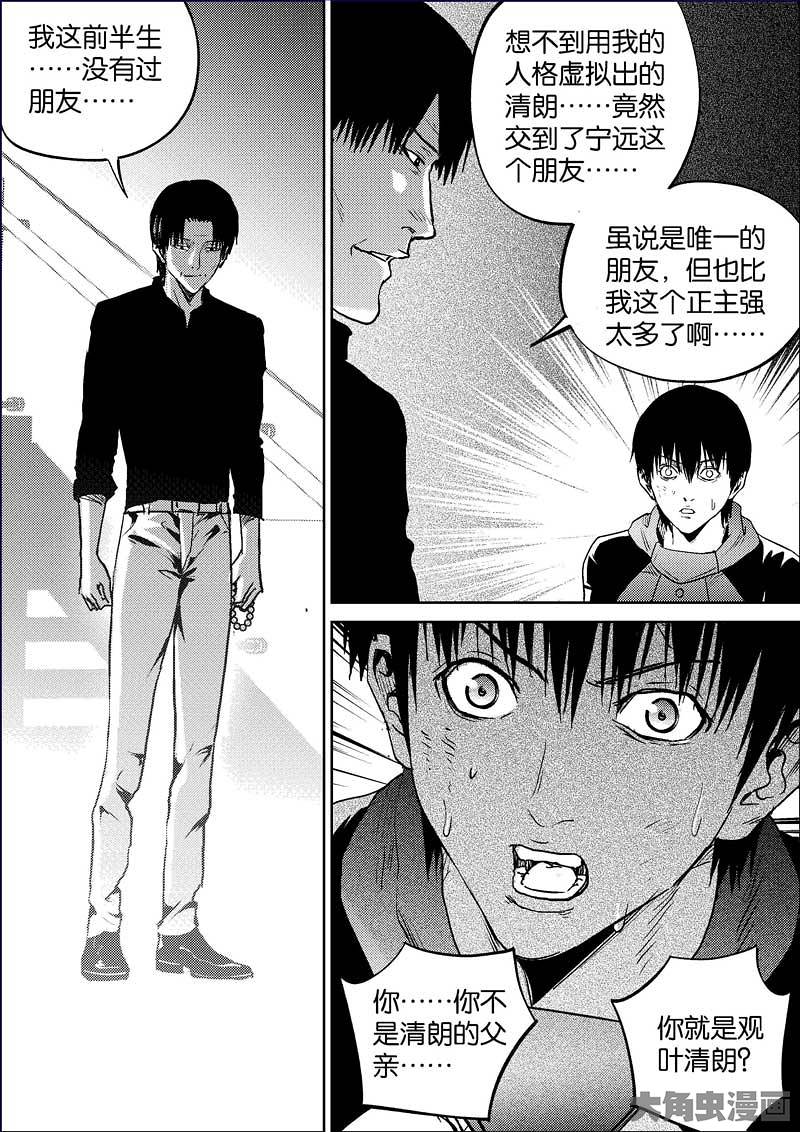 我这前半生
……没有过
朋友……
想不到用我的
人格虚拟出的
清朗……竟然
交到了宁远这
个朋友……
虽说是唯一的
朋友，但也比
我这个正主强
太多了啊……
你……你不
是清朗的父
亲……
你就是观
叶清朗？
大角虫漫画